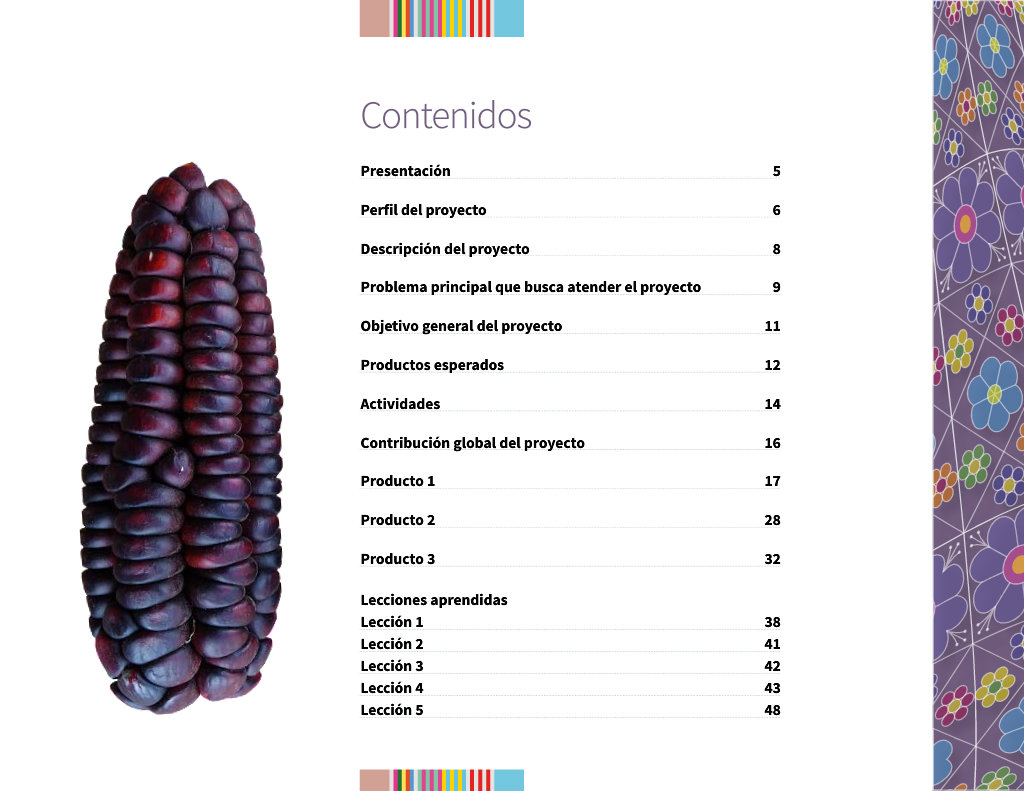 Contenidos
Presentación 5
Perfil del proyecto 6
Descripción del proyecto 8
Problema principal que busca atender el proyecto 9
Objetivo general del proyecto 11
Productos esperados 12
Actividades 14
Contribución global del proyecto 16
Producto 1 17
Producto 2 28
Producto 3 32
Lecciones aprendidas
Lección 1 38
Lección 2 41
Lección 3 42
Lección 4 43
Lección 5 48